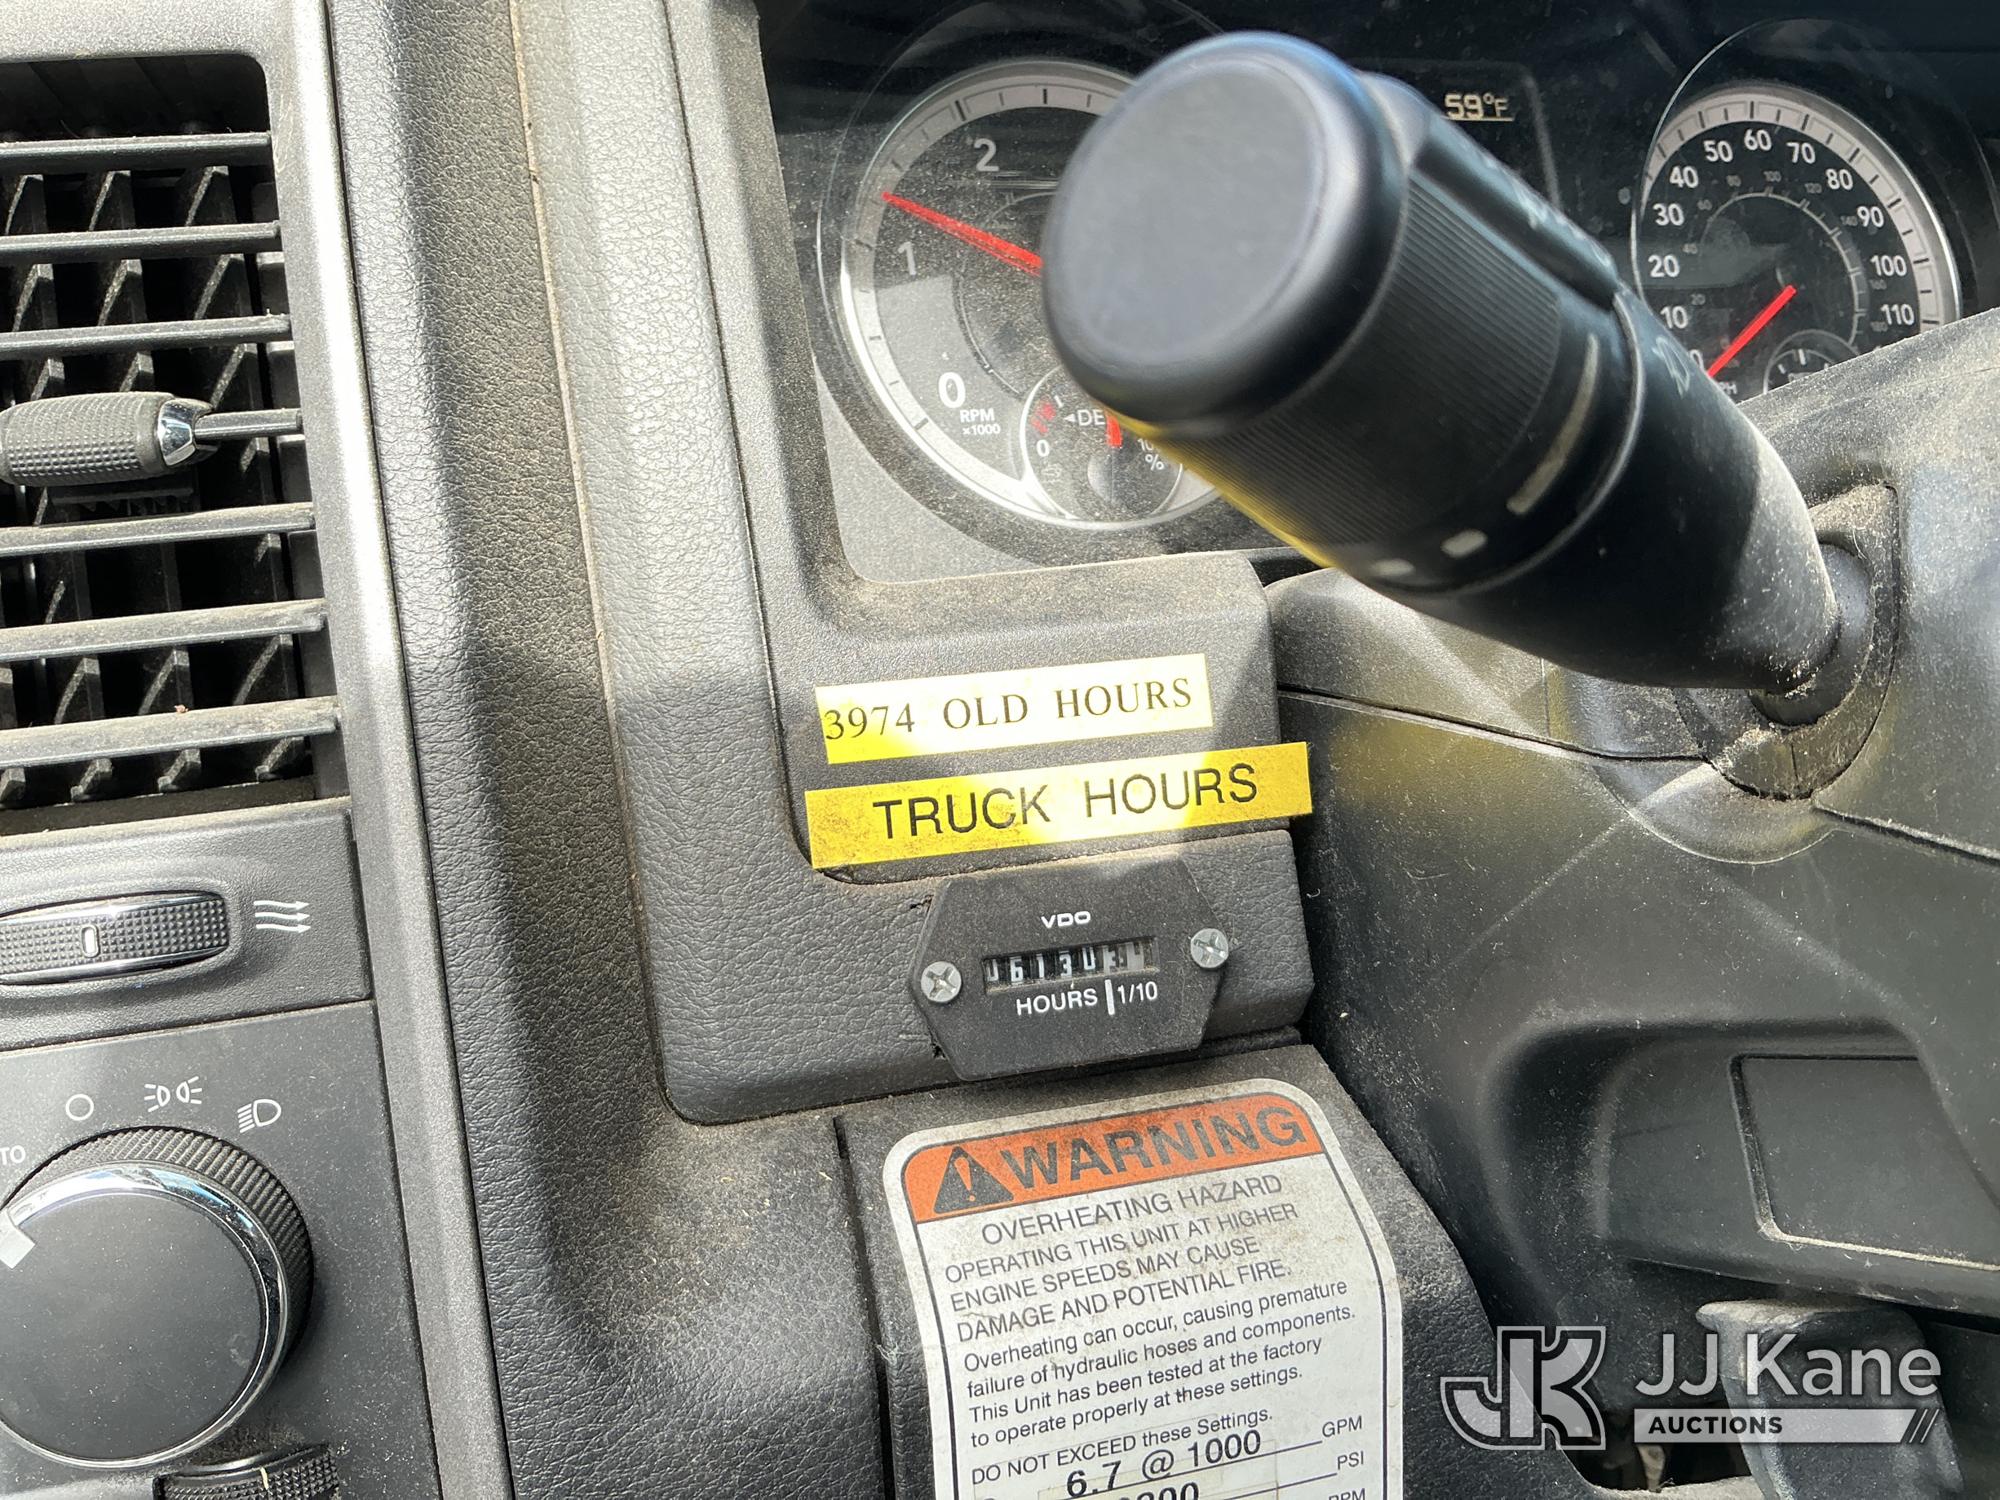 59°F
2
1
0
RPM
×1000
0
%
10
20
30
40
50
60
70
80
90
100
110
3974 OLD HOURS
TRUCK HOURS
VDO
HOURS 1/10
WARNING
OVERHEATING HAZARD
OPERATING THIS UNIT AT HIGHER
ENGINE SPEEDS MAY CAUSE
DAMAGE AND POTENTIAL FIRE.
Overheating can occur, causing premature
failure of hydraulic hoses and components.
This Unit has been tested at the factory
to operate properly at these settings.
DO NOT EXCEED these Settings.
6.7 @ 1000 GPM
PSI
RPM
JJ Kane
AUCTIONS